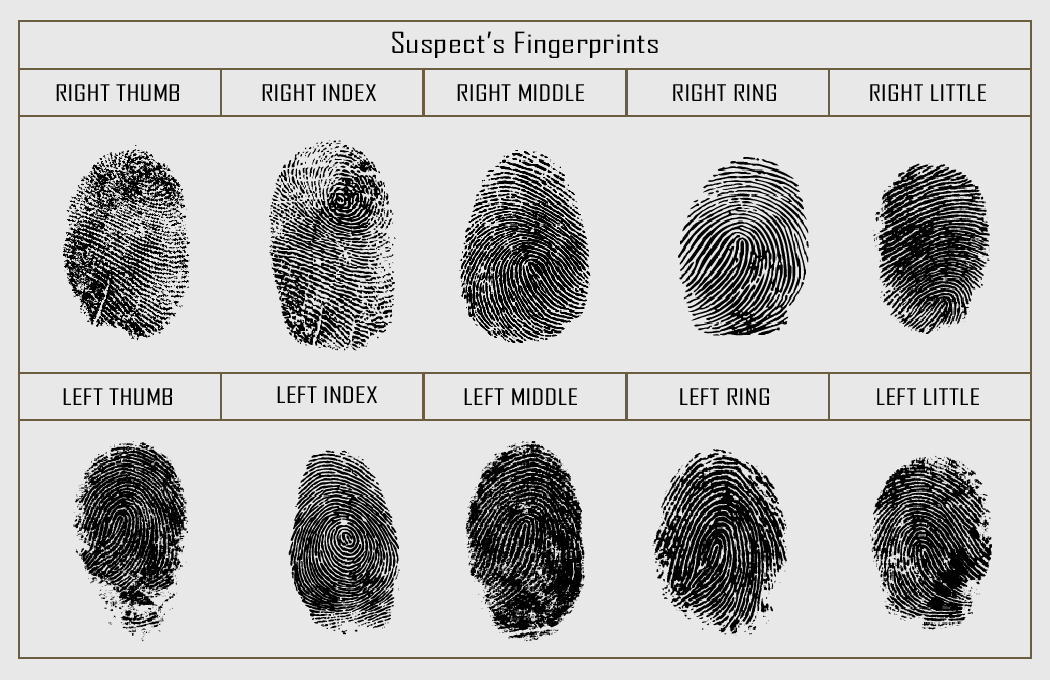 Suspect's Fingerprints
RIGHT THUMB RIGHT INDEX RIGHT MIDDLE RIGHT RING RIGHT LITTLE
LEFT THUMB LEFT INDEX LEFT MIDDLE LEFT RING LEFT LITTLE